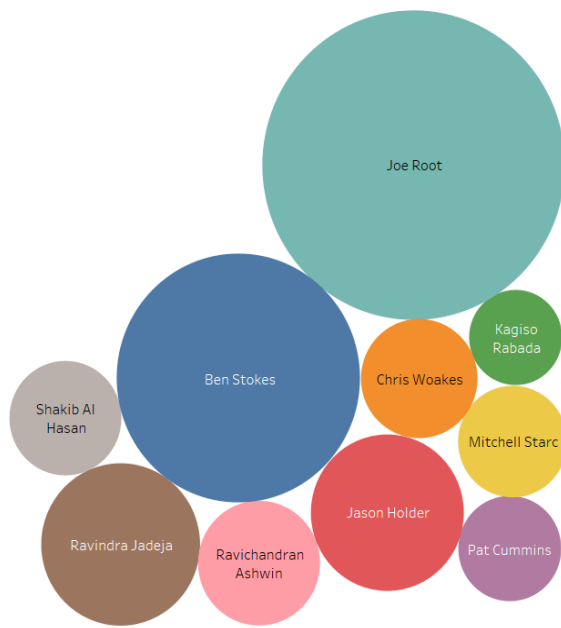 Joe Root
Kagiso
Rabada
Ben Stokes
Chris Woakes
Shakib Al
Hasan
Mitchell Starc
Jason Holder
Ravindra Jadeja
Pat Cummins
Ravichandran
Ashwin